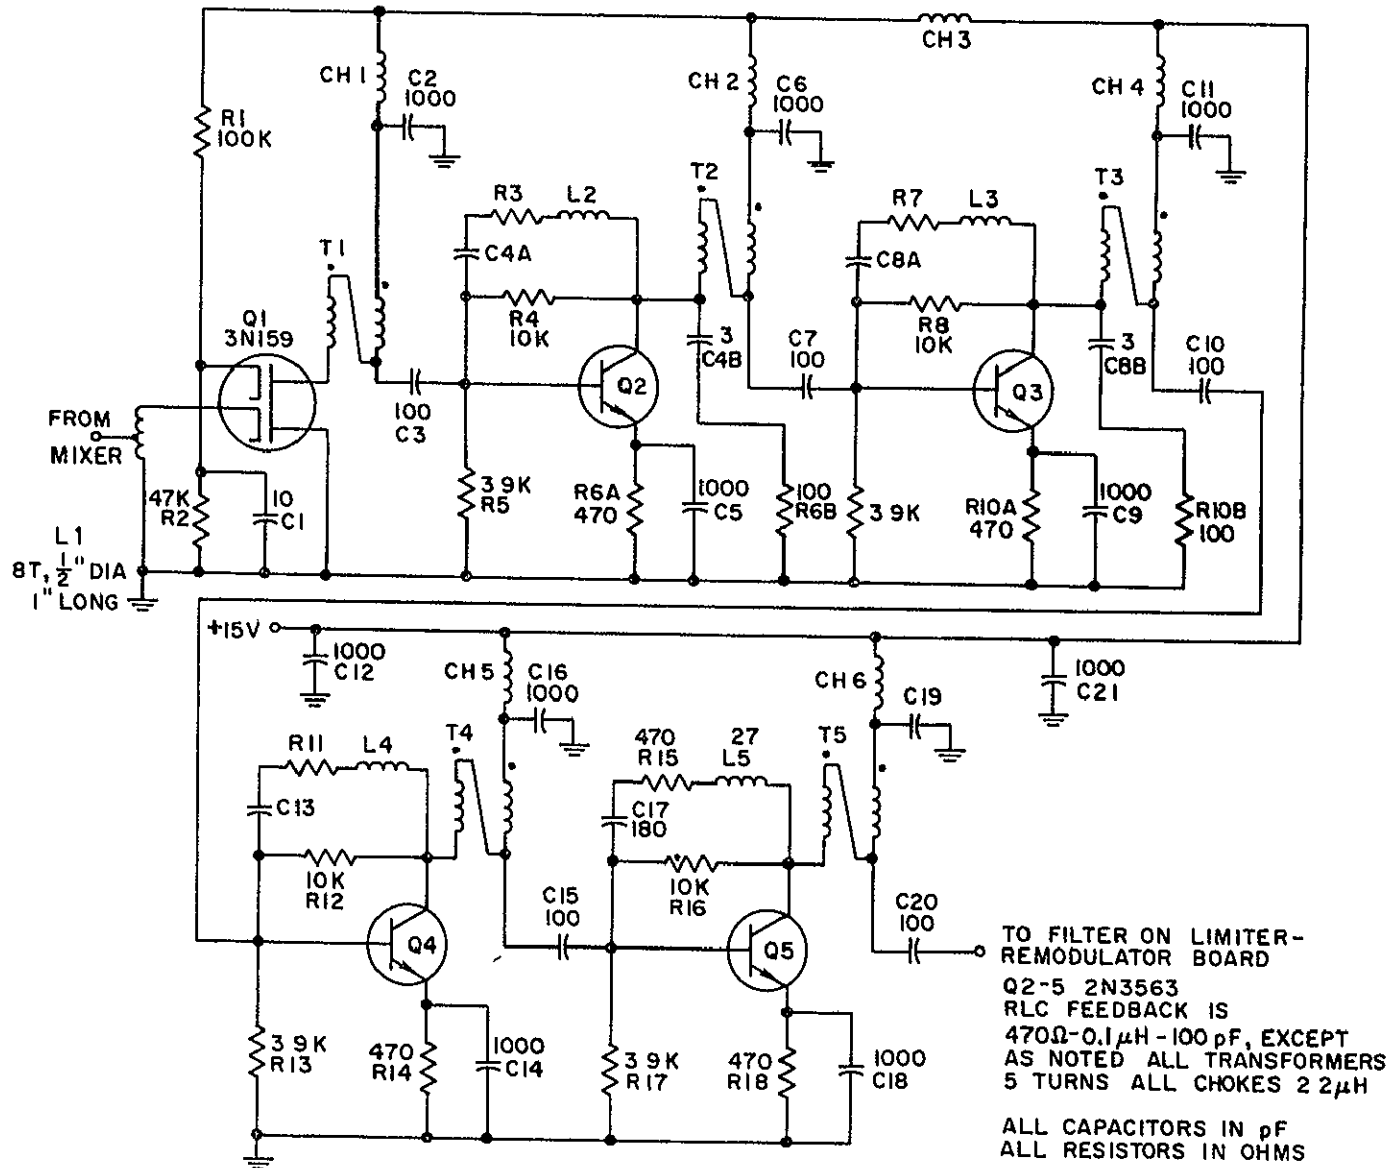 CH 3
CH 1
C2
1000
CH 2
C6
1000
CH 4
C11
1000
R1
100K
T2
T3
R3
L2
R7
L3
T1
C4A
C8A
Q1
3N159
R4
10K
R8
10K
3
C4B
C7
100
3
C8B
C10
100
Q2
Q3
FROM
MIXER
100
C3
47K
R2
10
C1
3 9K
R5
R6A
470
1000
C5
100
R6B
3 9K
R10A
470
1000
C9
R10B
100
L1
8T, 1/2" DIA
1" LONG
+15V
1000
C12
CH 5
C16
1000
CH 6
C19
1000
C21
R11
L4
T4
470
R15
27
L5
T5
C13
C17
180
10K
R12
10K
R16
C15
100
C20
100
Q4
Q5
TO FILTER ON LIMITER-
REMODULATOR BOARD
Q2-5 2N3563
RLC FEEDBACK IS
470Ω-0.1μH-100 pF, EXCEPT
AS NOTED ALL TRANSFORMERS
5 TURNS ALL CHOKES 2 2μH
3 9K
R13
470
R14
1000
C14
3 9K
R17
470
R18
1000
C18
ALL CAPACITORS IN pF
ALL RESISTORS IN OHMS